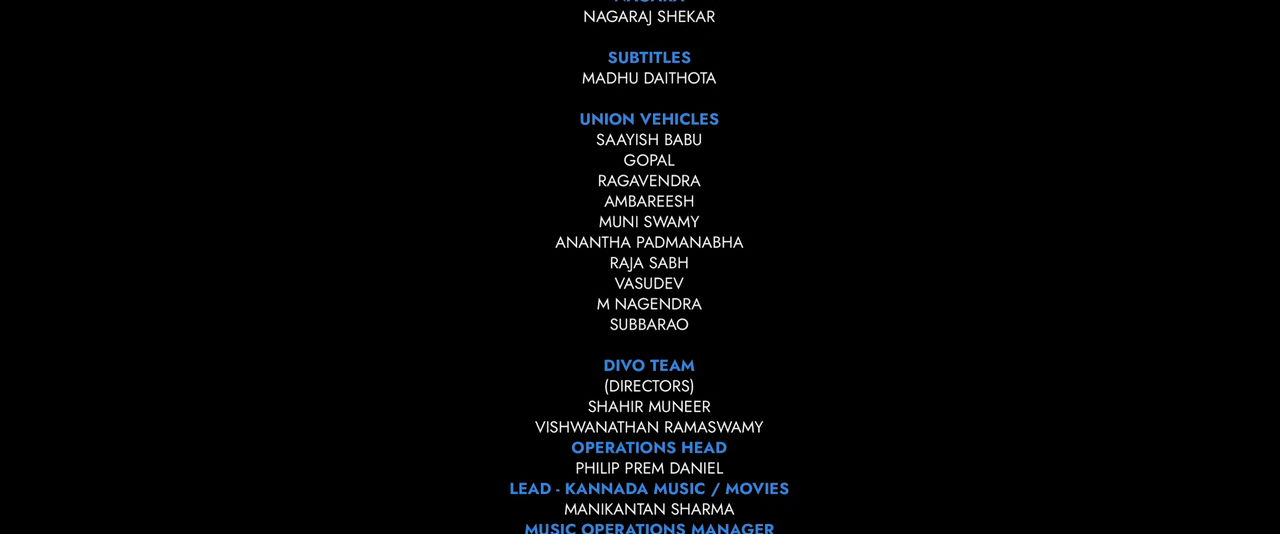 NAGARA
NAGARAJ SHEKAR
SUBTITLES
MADHU DAITHOTA
UNION VEHICLES
SAAYISH BABU
GOPAL
RAGAVENDRA
AMBAREESH
MUNI SWAMY
ANANTHA PADMANABHA
RAJA SABH
VASUDEV
M NAGENDRA
SUBBARAO
DIVO TEAM
(DIRECTORS)
SHAHIR MUNEER
VISHWANATHAN RAMASWAMY
OPERATIONS HEAD
PHILIP PREM DANIEL
LEAD - KANNADA MUSIC / MOVIES
MANIKANTAN SHARMA
MUSIC OPERATIONS MANAGER